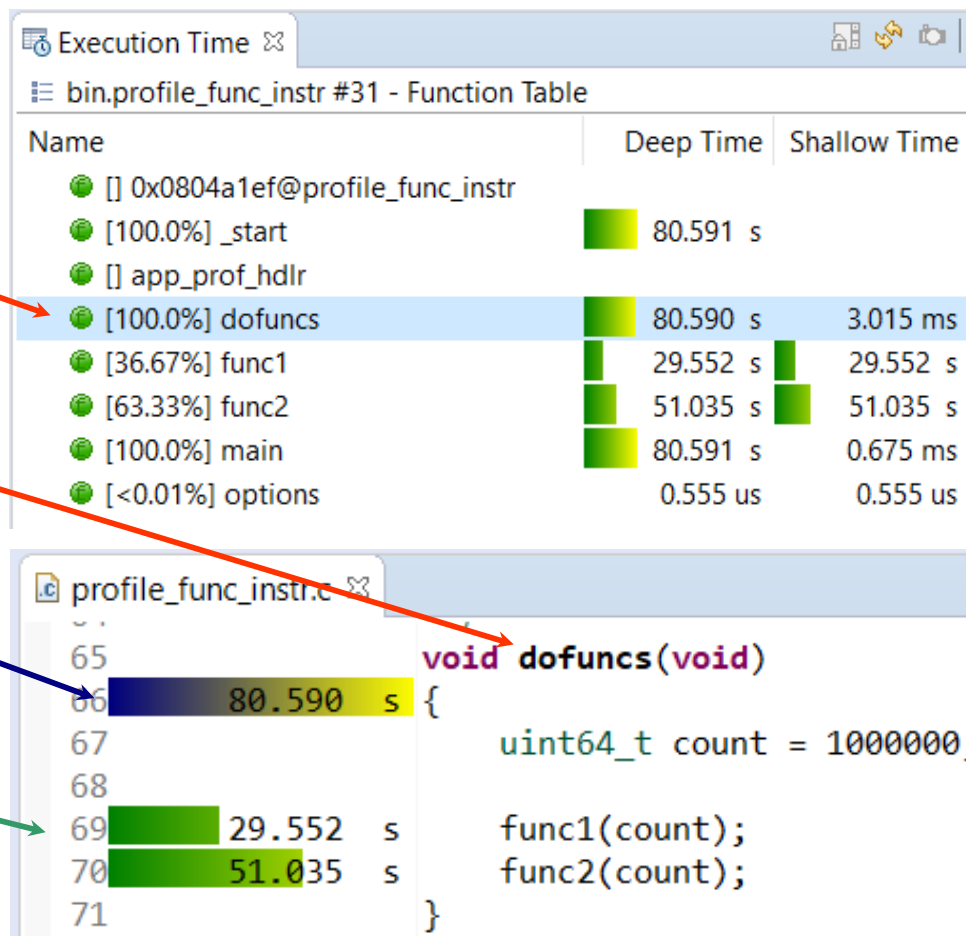 Execution Time
bin.profile_func_instr #31 - Function Table
Name Deep Time Shallow Time
[] 0x0804a1ef@profile_func_instr
[100.0%] _start 80.591 s
[] app_prof_hdlr
[100.0%] dofuncs 80.590 s 3.015 ms
[36.67%] func1 29.552 s 29.552 s
[63.33%] func2 51.035 s 51.035 s
[100.0%] main 80.591 s 0.675 ms
[<0.01%] options 0.555 us 0.555 us
profile_func_instr.c
65 void dofuncs(void)
66 80.590 s {
67 uint64_t count = 1000000
68
69 29.552 s func1(count);
70 51.035 s func2(count);
71 }